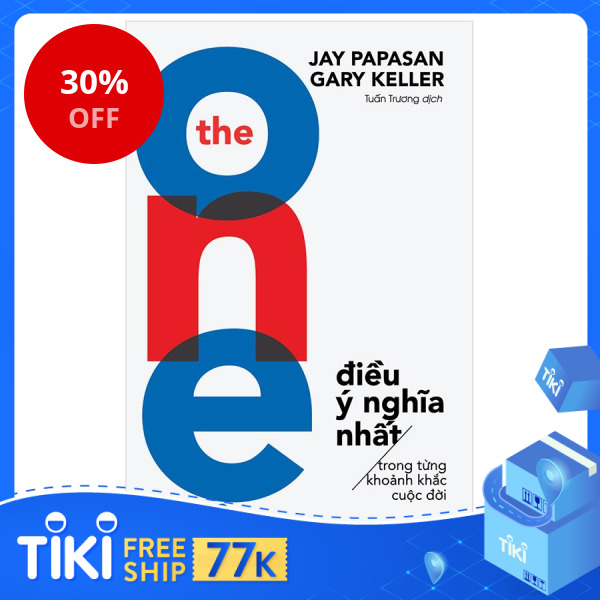 30%
OFF
JAY PAPASAN
GARY KELLER
Tuấn Trương dịch
the
one
điều
ý nghĩa
nhất
trong từng
khoảnh khắc
cuộc đời
TIKI
TIKI
TIKI
FREE
SHIP
77K